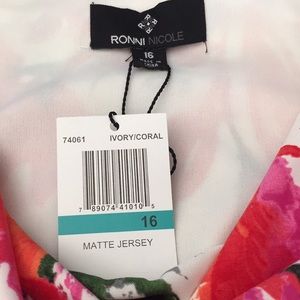 RONNI NICOLE
16
MADE IN
CHINA
74061 IVORY/CORAL
7 89074 41010 5
16
MATTE JERSEY